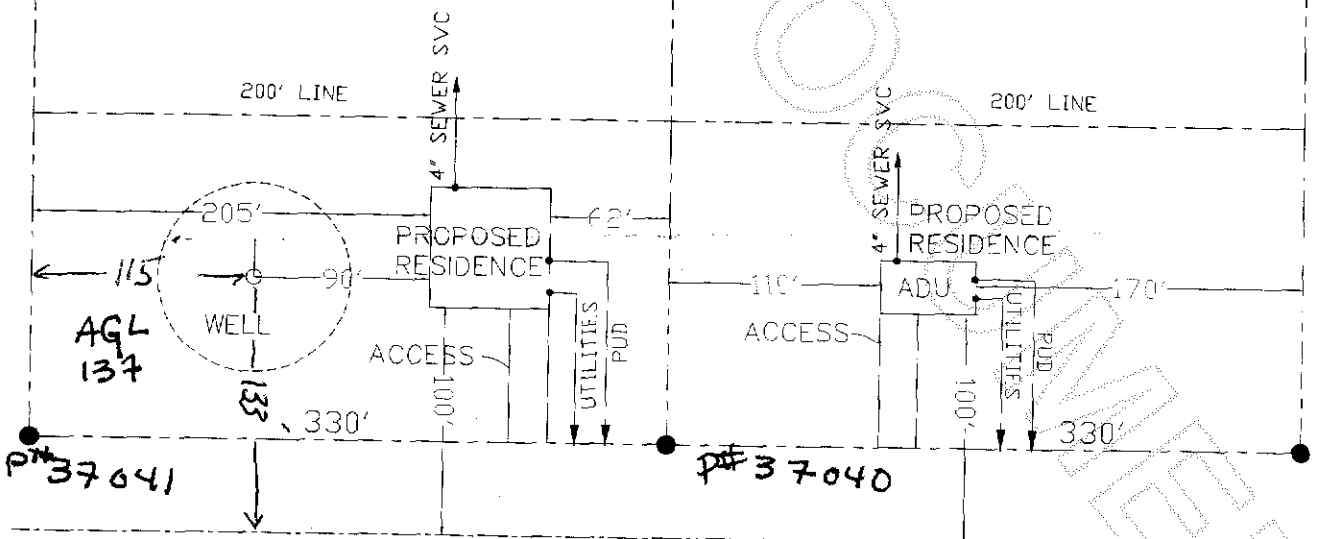 4" SEWER SVC
200' LINE
4" SEWER SVC
200' LINE
205'
62'
PROPOSED
RESIDENCE
PROPOSED
RESIDENCE
115
90'
110'
ADU
170'
AGL
137
WELL
ACCESS
UTILITIES
PUD
ACCESS
UTILITIES
PUD
133
100'
100'
330'
330'
P# 37041
P# 37040